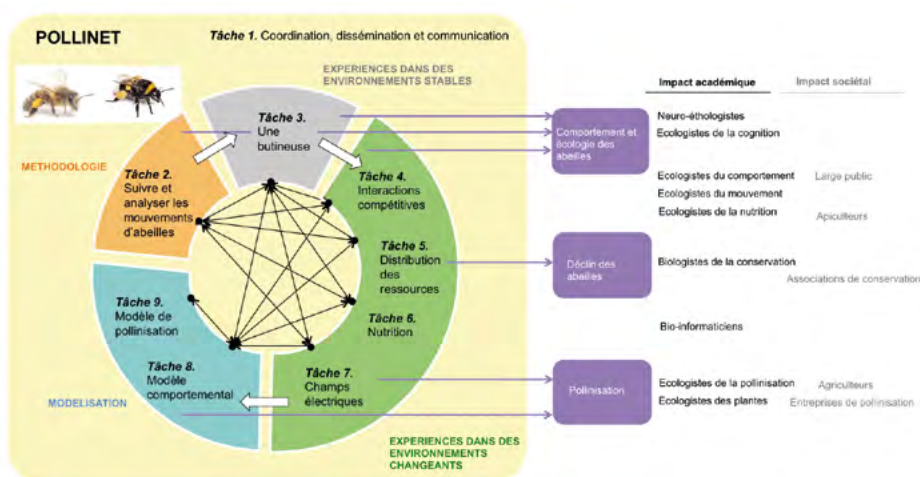 POLLINET
Tâche 1. Coordination, dissémination et communication
EXPERIENCES DANS DES
ENVIRONNEMENTS STABLES
METHODOLOGIE
Tâche 2.
Suivre et
analyser les
mouvements
d'abeilles
Tâche 3.
Une
butineuse
Tâche 4.
Interactions
compétitives
Tâche 5.
Distribution
des
ressources
Tâche 6.
Nutrition
Tâche 7.
Champs
électriques
Tâche 8.
Modèle
comportemental
Tâche 9.
Modèle de
pollinisation
MODELISATION
EXPERIENCES DANS DES
ENVIRONNEMENTS
CHANGEANTS
Comportement et
écologie des
abeilles
Déclin des
abeilles
Pollinisation
Impact académique
Neuro-éthologistes
Ecologistes de la cognition
Ecologistes du comportement
Ecologistes du mouvement
Ecologistes de la nutrition
Biologistes de la conservation
Bio-informaticiens
Ecologistes de la pollinisation
Ecologistes des plantes
Impact sociétal
Large public
Apiculteurs
Associations de conservation
Agriculteurs
Entreprises de pollinisation